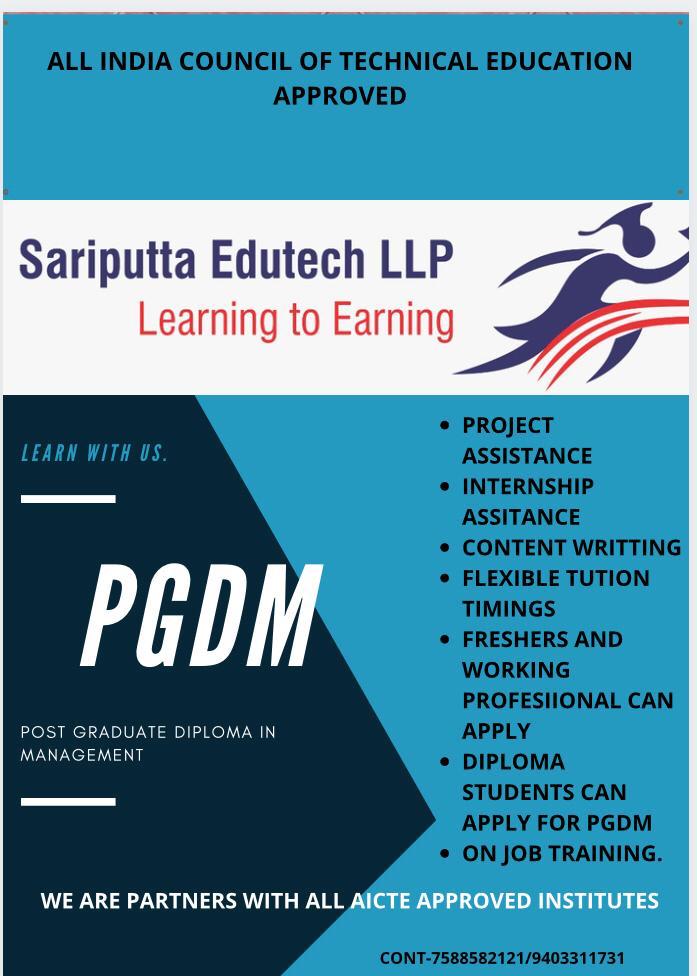 ALL INDIA COUNCIL OF TECHNICAL EDUCATION
APPROVED
Sariputta Edutech LLP
Learning to Earning
LEARN WITH US.
PGDM
POST GRADUATE DIPLOMA IN
MANAGEMENT
• PROJECT
ASSISTANCE
• INTERNSHIP
ASSITANCE
• CONTENT WRITTING
• FLEXIBLE TUTION
TIMINGS
• FRESHERS AND
WORKING
PROFESIIONAL CAN
APPLY
• DIPLOMA
STUDENTS CAN
APPLY FOR PGDM
• ON JOB TRAINING.
WE ARE PARTNERS WITH ALL AICTE APPROVED INSTITUTES
CONT-7588582121/9403311731